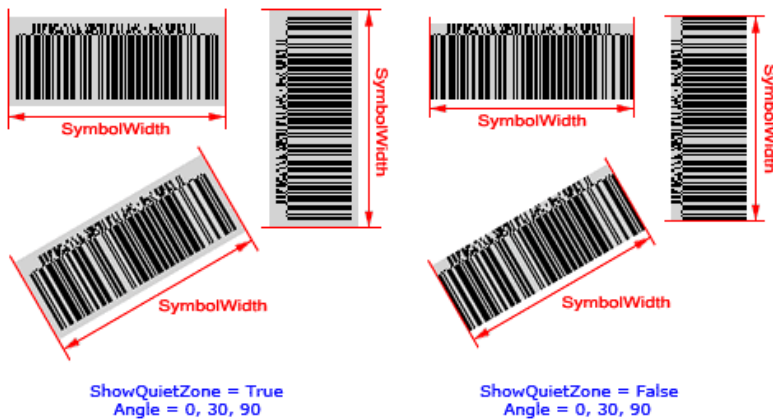 SymbolWidth
SymbolWidth
SymbolWidth
SymbolWidth
SymbolWidth
SymbolWidth
ShowQuietZone = True
Angle = 0, 30, 90
ShowQuietZone = False
Angle = 0, 30, 90